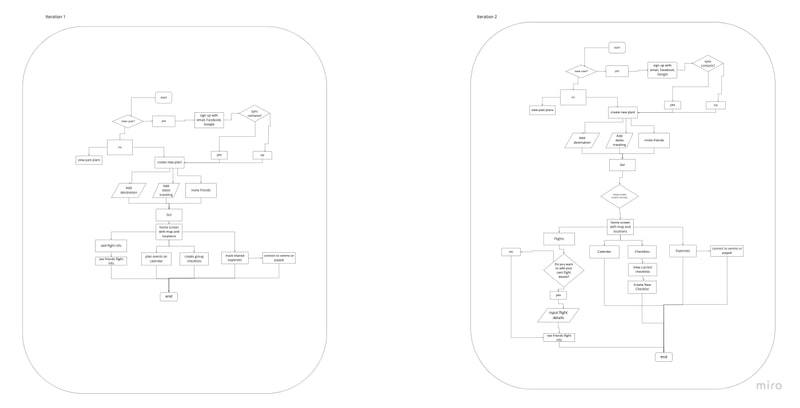 Iteration 1
start
new user?
yes
sign up with
email, Facebook,
Google
sync
contacts?
no
view past plans
yes
no
create new plan!
Add
destination
Add
dates
traveling
invite friends
Go!
home screen
with map and
locations
add flight info
see friends flight
info
plan events on
calendar
create group
checklists
track shared
expenses
connect to venmo or
paypal
end
Iteration 2
start
new user?
yes
sign up with
email, Facebook,
Google
sync
contacts?
no
view past plans
yes
no
create new plan!
Add
destination
Add
dates
traveling
invite friends
Go!
home screen
with map and
locations
Flights
no
Do you want
to add your
own flight
details?
yes
Input flight
details
see friends flight
info
Calendar
Checklists
View current
checklists
Create New
Checklist
Expenses
connect to venmo or
paypal
end
miro